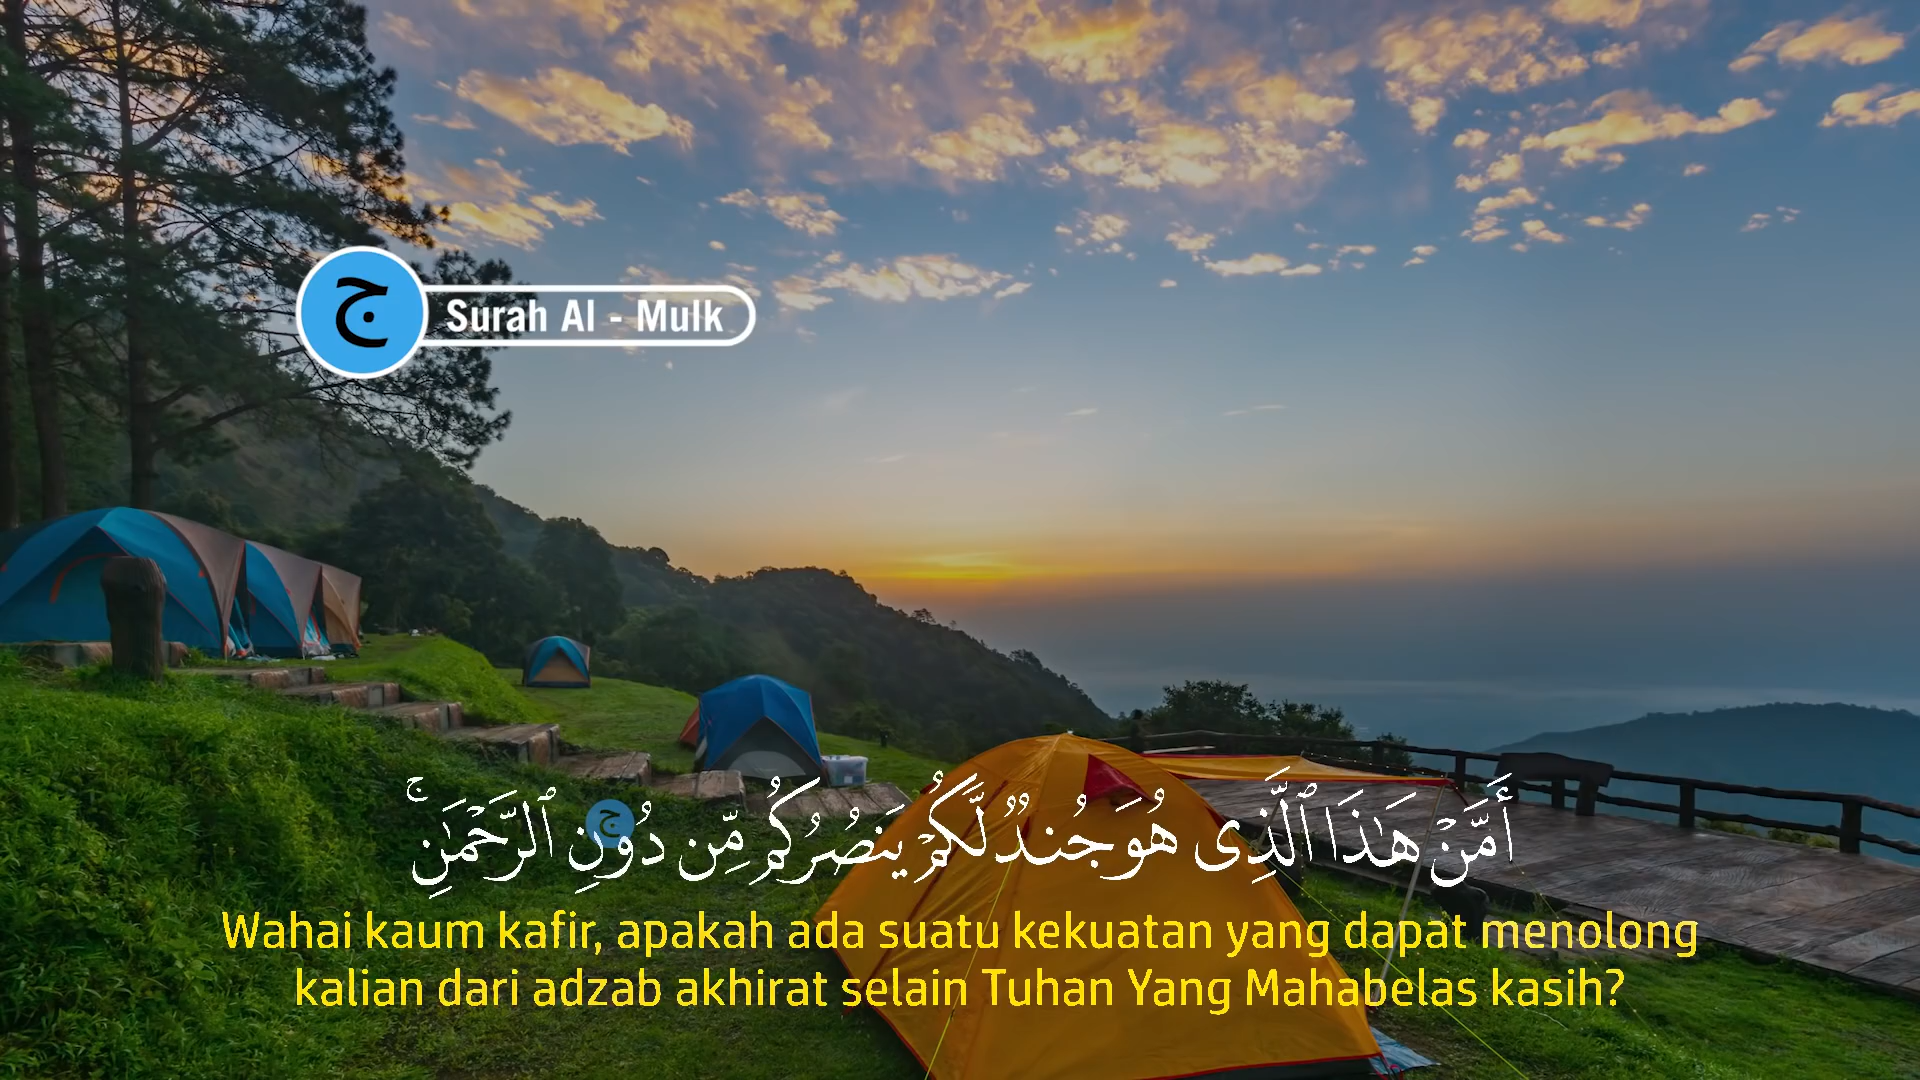 ج
Surah Al - Mulk
أَمَّنْ هَـٰذَا ٱلَّذِى هُوَ جُندٌ لَّكُمْ يَنصُرُكُم مِّن دُونِ ٱلرَّحْمَـٰنِ ۚ
ج
Wahai kaum kafir, apakah ada suatu kekuatan yang dapat menolong
kalian dari adzab akhirat selain Tuhan Yang Mahabelas kasih?